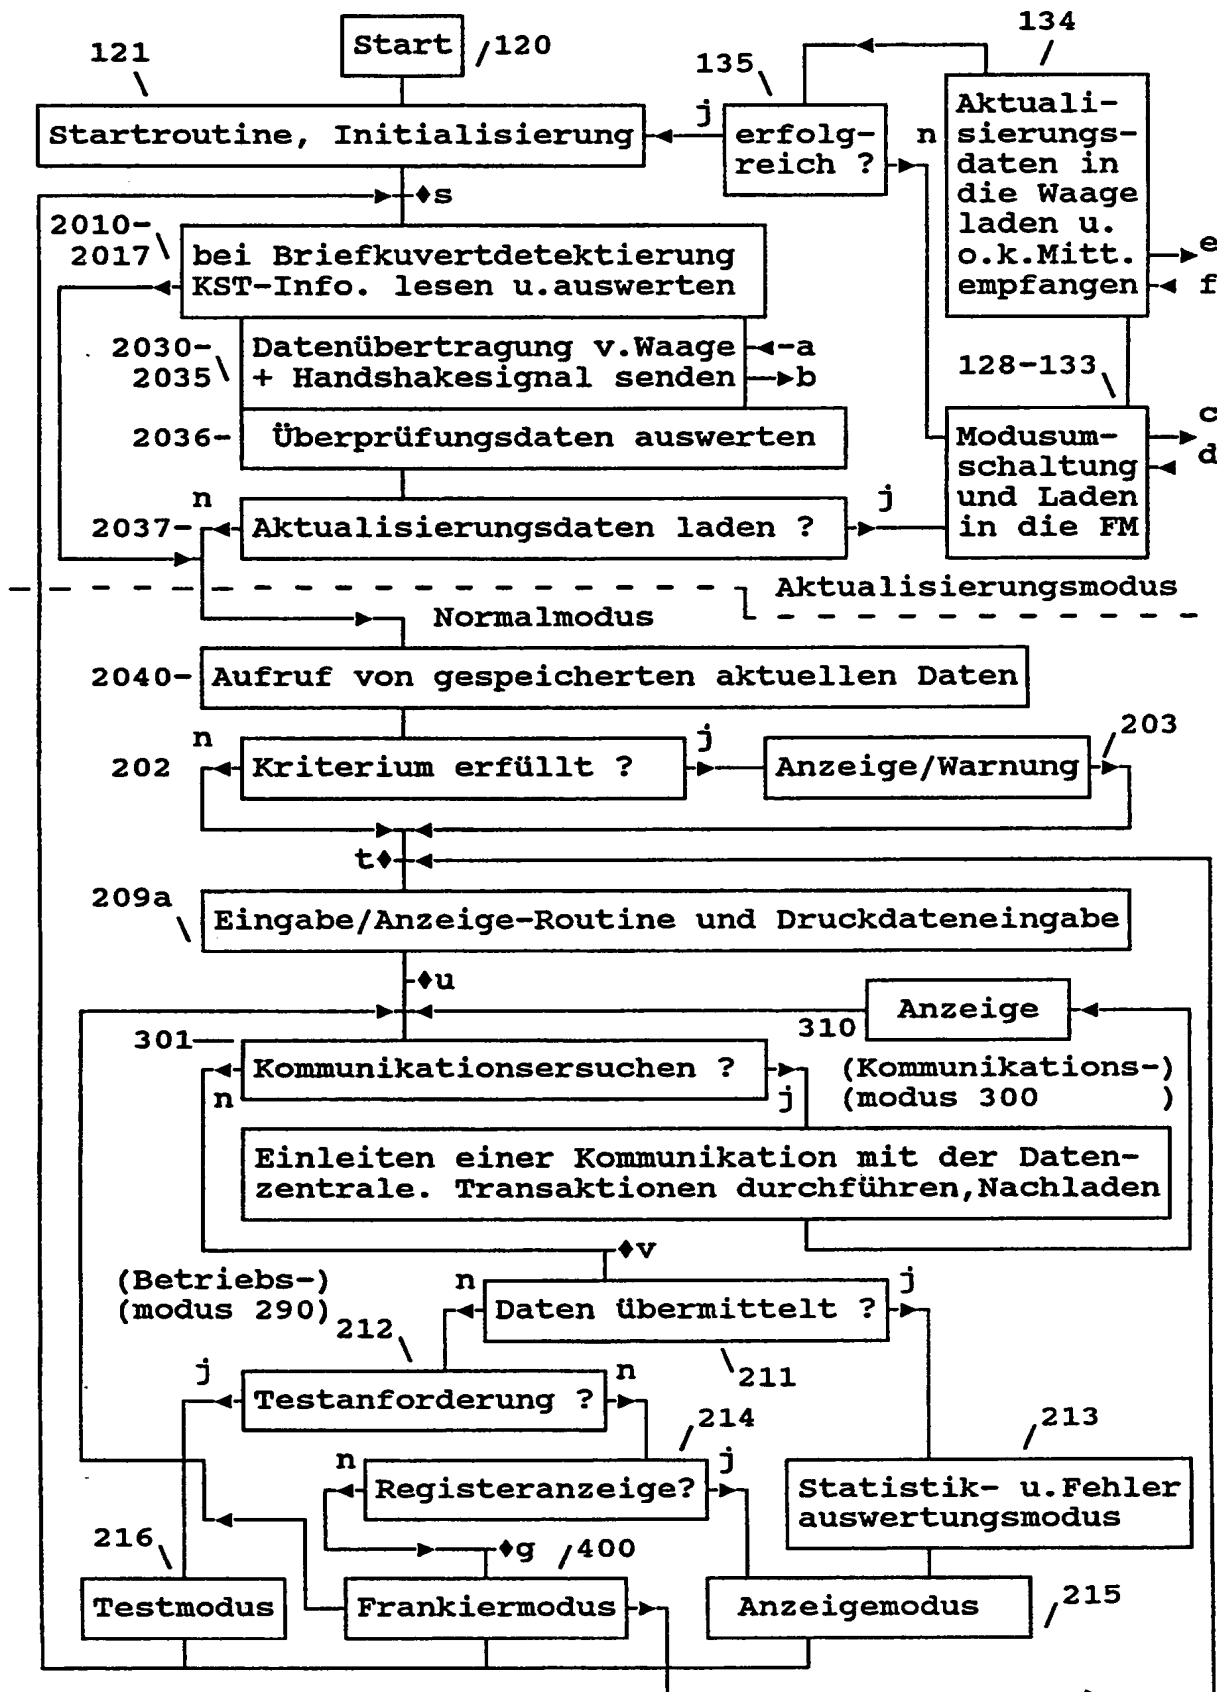 Start
120
121
134
135
Startroutine, Initialisierung
j
erfolg-
reich ?
n
Aktuali-
sierungs-
daten in
die Waage
laden u.
o.k.Mitt.
empfangen
e
f
s
2010-
2017
bei Briefkuvertdetektierung
KST-Info. lesen u.auswerten
2030-
2035
Datenübertragung v.Waage
+ Handshakesignal senden
a
b
128-133
2036-
Überprüfungsdaten auswerten
Modusum-
schaltung
und Laden
in die FM
c
d
n
2037-
Aktualisierungsdaten laden ?
j
Aktualisierungsmodus
Normalmodus
2040-
Aufruf von gespeicherten aktuellen Daten
n
202
Kriterium erfüllt ?
j
Anzeige/Warnung
203
t
209a
Eingabe/Anzeige-Routine und Druckdateneingabe
u
Anzeige
310
301
Kommunikationsersuchen ?
n
j
(Kommunikations-)
(modus 300 )
Einleiten einer Kommunikation mit der Daten-
zentrale. Transaktionen durchführen,Nachladen
v
(Betriebs-)
(modus 290)
n
Daten übermittelt ?
j
211
212
j
Testanforderung ?
n
214
213
n
Registeranzeige?
j
Statistik- u.Fehler
auswertungsmodus
g
400
216
Testmodus
Frankiermodus
Anzeigemodus
215